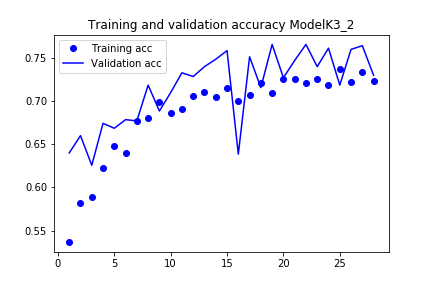 Training and validation accuracy ModelK3_2
Training acc
Validation acc
0.75
0.70
0.65
0.60
0.55
0 5 10 15 20 25